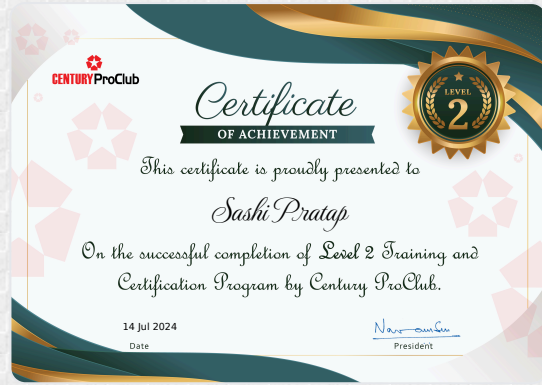 CENTURY ProClub
LEVEL
2
Certificate
OF ACHIEVEMENT
This certificate is proudly presented to
Sashi Pratap
On the successful completion of Level 2 Training and
Certification Program by Century ProClub.
14 Jul 2024
Date
President